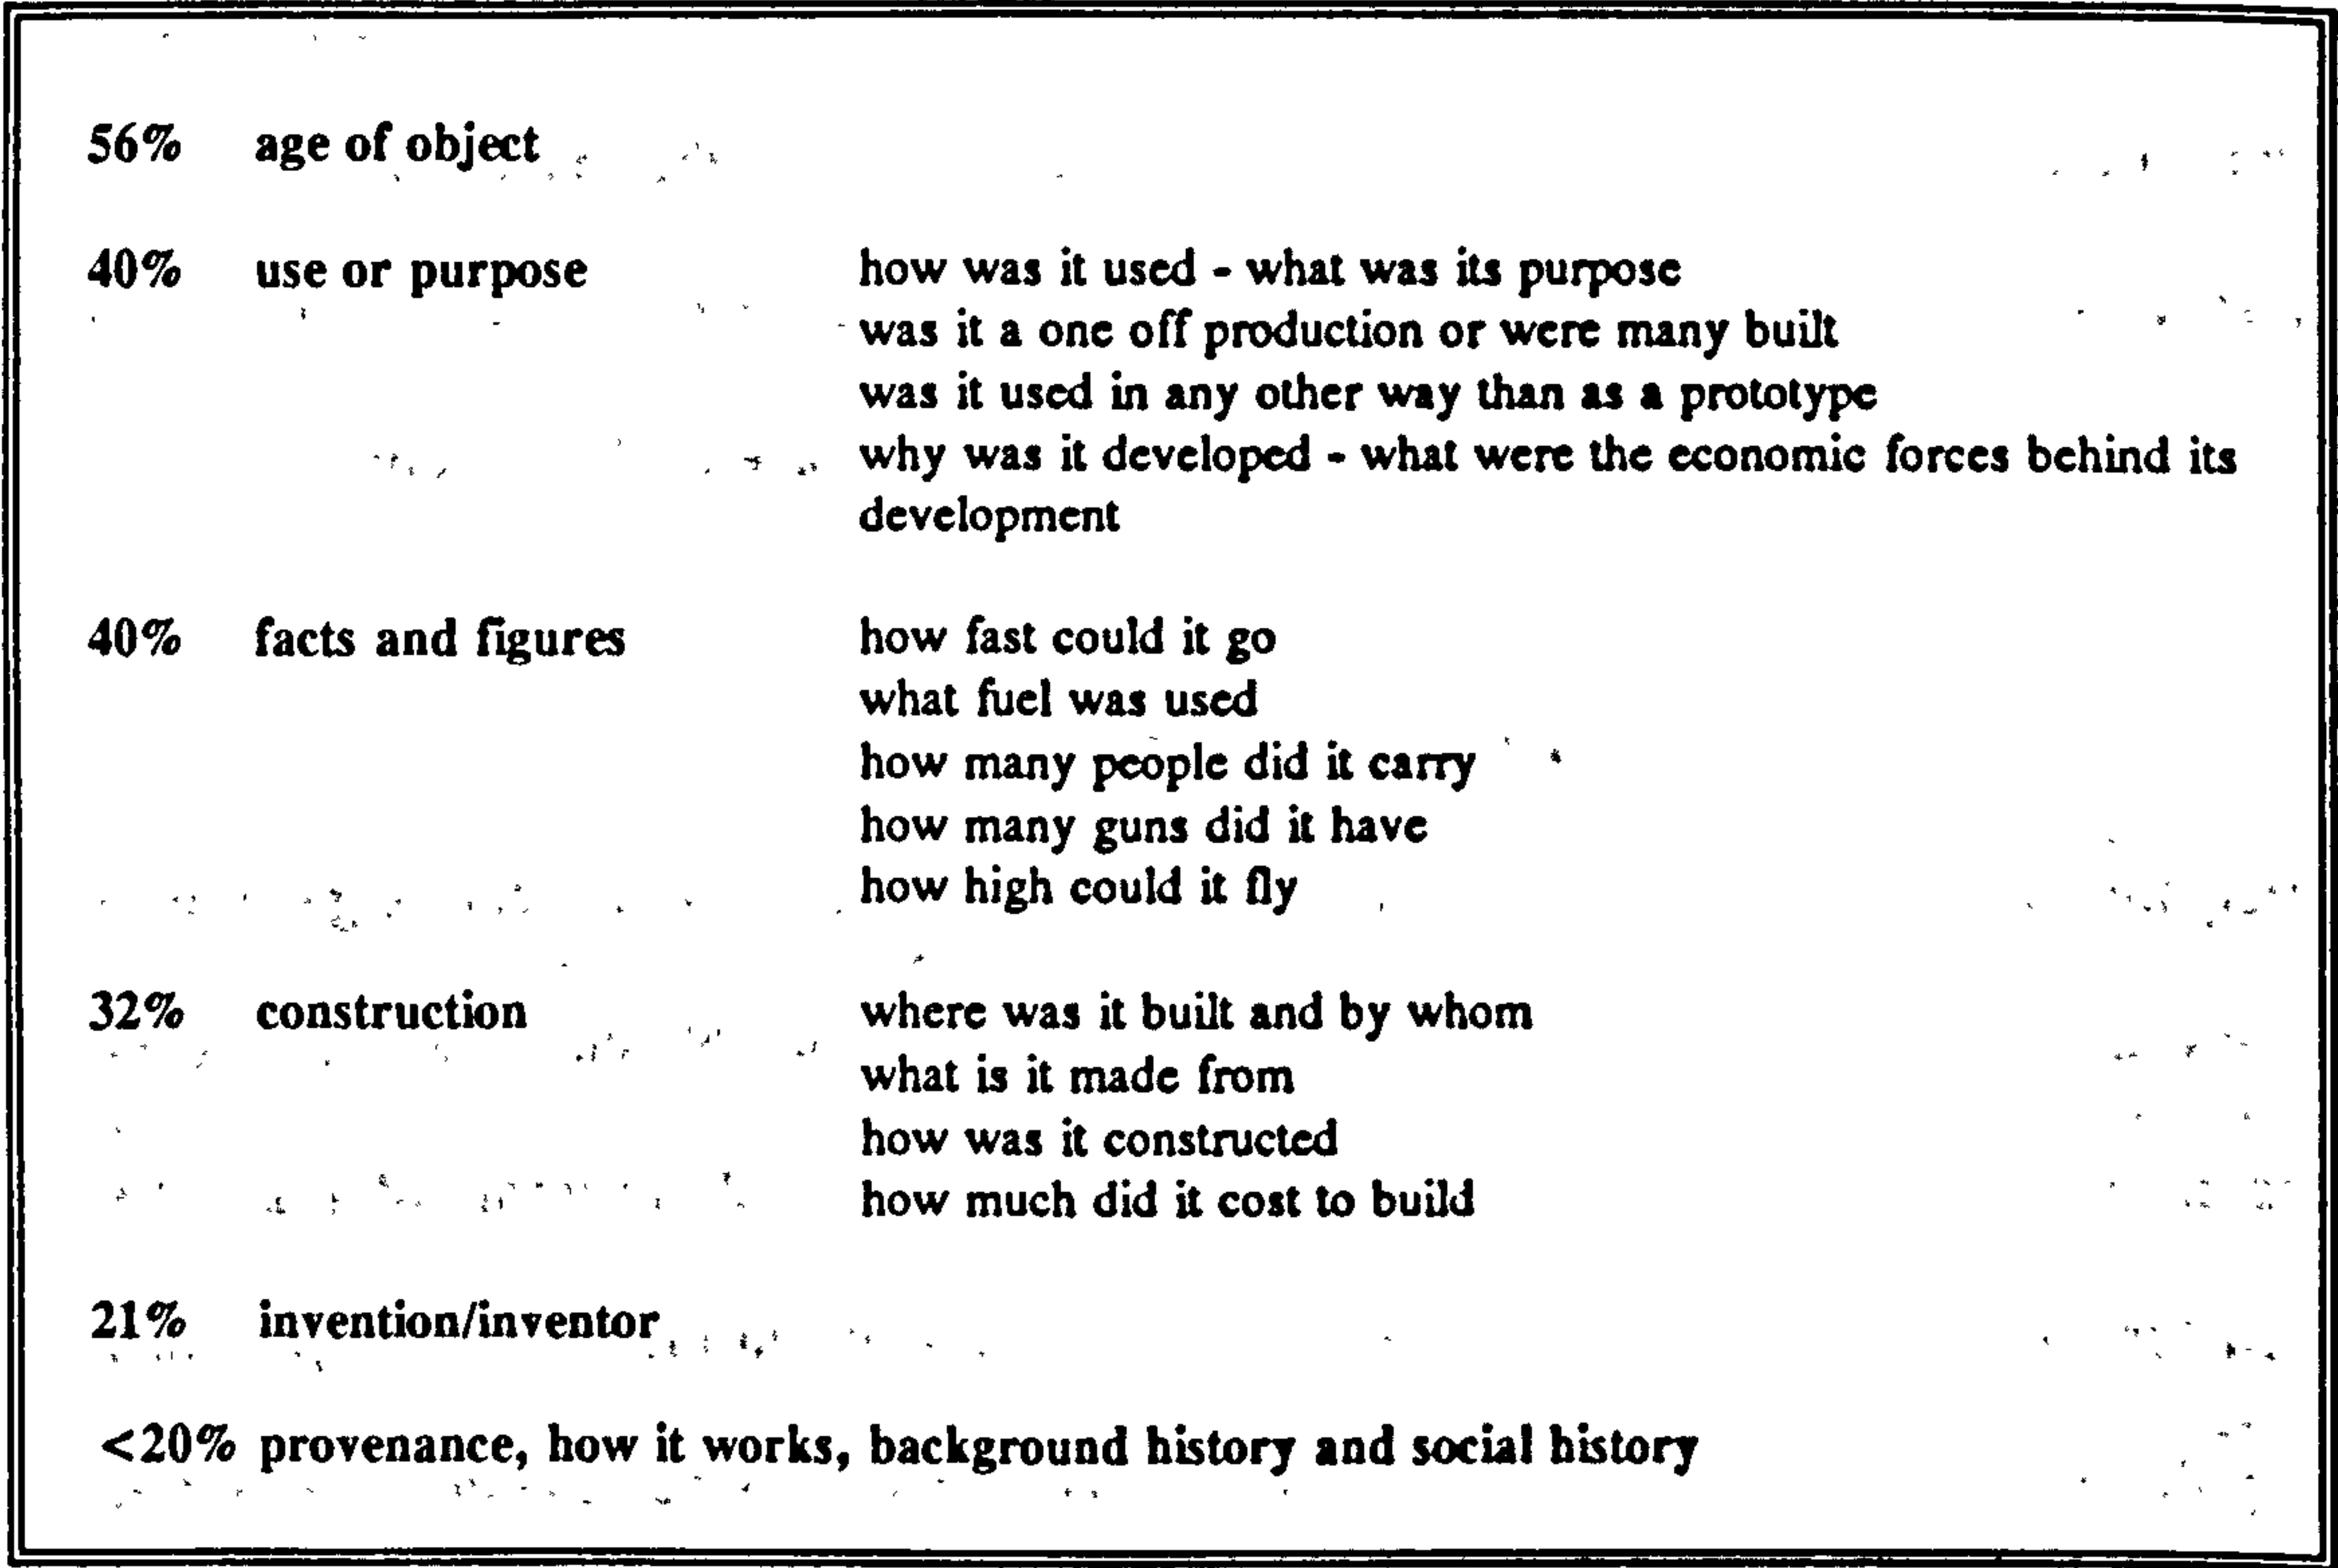 56% age of object
40% use or purpose how was it used - what was its purpose
was it a one off production or were many built
was it used in any other way than as a prototype
why was it developed - what were the economic forces behind its
development
40% facts and figures how fast could it go
what fuel was used
how many people did it carry
how many guns did it have
how high could it fly
32% construction where was it built and by whom
what is it made from
how was it constructed
how much did it cost to build
21% invention/inventor
<20% provenance, how it works, background history and social history